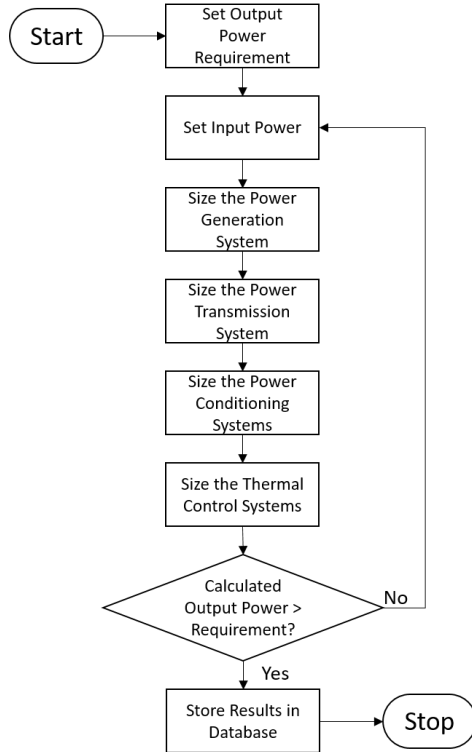 Start
Set Output
Power
Requirement
Set Input Power
Size the Power
Generation
System
Size the Power
Transmission
System
Size the Power
Conditioning
Systems
Size the Thermal
Control Systems
Calculated
Output Power >
Requirement?
No
Yes
Store Results in
Database
Stop